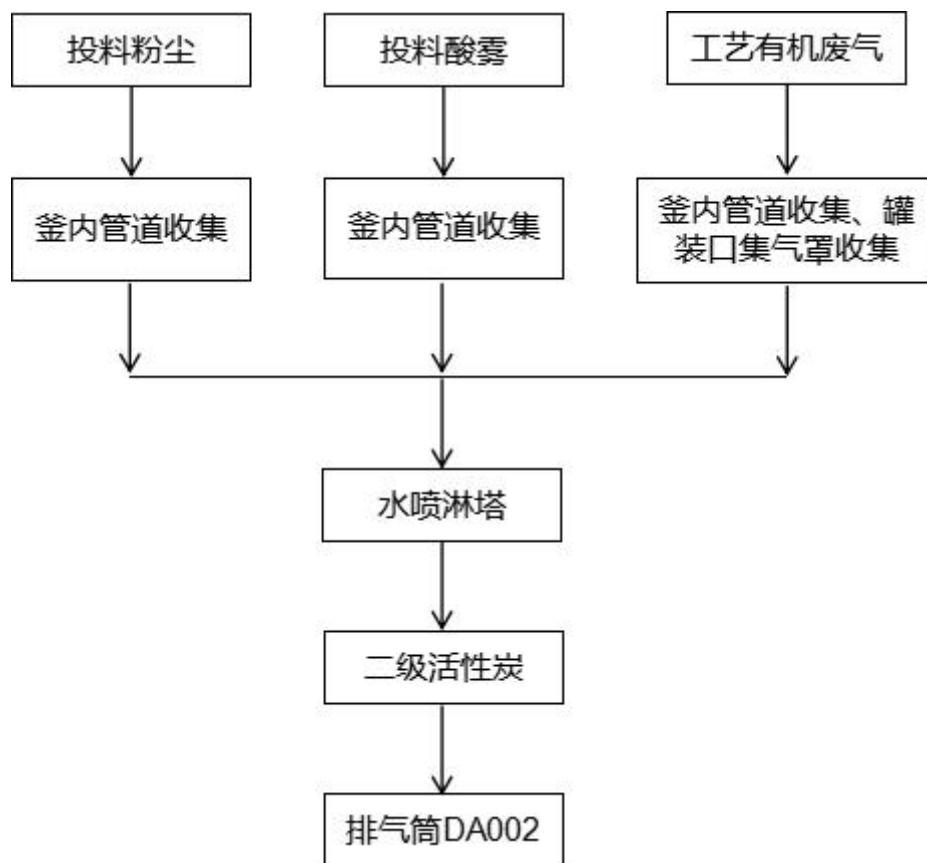 投料粉尘
投料酸雾
工艺有机废气
釜内管道收集
釜内管道收集
釜内管道收集、罐
装口集气罩收集
水喷淋塔
二级活性炭
排气筒DA002